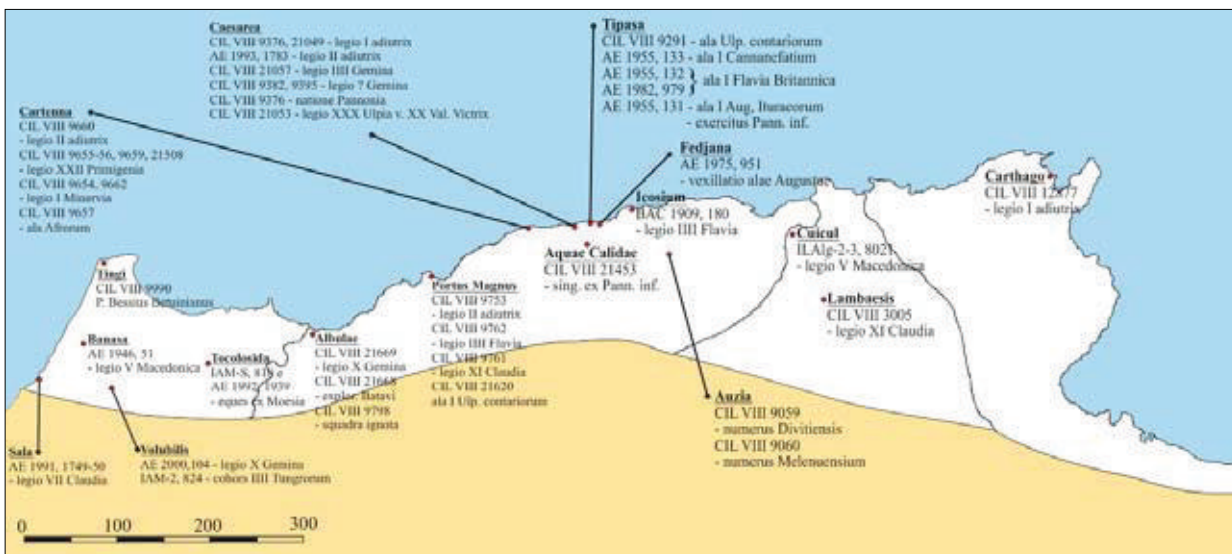 Caesarea
CIL VIII 9376, 21049 - legio I adiutrix
AE 1993, 1783 - legio II adiutrix
CIL VIII 21057 - legio IIII Gemina
CIL VIII 9382, 9395 - legio ? Gemina
CIL VIII 9376 - natione Pannonia
CIL VIII 21053 - legio XXX Ulpia v. XX Val. Victrix
Tipasa
CIL VIII 9291 - ala Ulp. contariorum
AE 1955, 133 - ala I Cannanefatium
AE 1955, 132
AE 1982, 979 } ala I Flavia Britannica
AE 1955, 131 - ala I Aug. Ituraeorum
- exercitus Pann. inf.
Cartenna
CIL VIII 9660
- legio II adiutrix
CIL VIII 9655-56, 9659, 21508
- legio XXII Primigenia
CIL VIII 9654, 9662
- legio I Minervia
CIL VIII 9657
- ala Afrorum
Fedjana
AE 1975, 951
- vexillatio alae Augustae
Icosium
BAC 1909, 180
- legio IIII Flavia
Carthago
CIL VIII 12877
- legio I adiutrix
Aquae Calidae
CIL VIII 21453
- sing. ex Pann. inf.
Cuicul
ILAlg-2-3, 8021
- legio V Macedonica
Lambaesis
CIL VIII 3005
- legio XI Claudia
Tingi
CIL VIII 9990
P. Bessius Betuinianus
Banasa
AE 1946, 51
- legio V Macedonica
Tocolosida
IAM-S, 818 e
AE 1992, 1939
- eques ex Moesia
Albulae
CIL VIII 21669
- legio X Gemina
CIL VIII 21668
- explor. Batavi
CIL VIII 9798
- squadra ignota
Portus Magnus
CIL VIII 9753
- legio II adiutrix
CIL VIII 9762
- legio IIII Flavia
CIL VIII 9761
- legio XI Claudia
CIL VIII 21620
ala I Ulp. contariorum
Auzia
CIL VIII 9059
- numerus Divitiensis
CIL VIII 9060
- numerus Melenuensium
Sala
AE 1991, 1749-50
- legio VII Claudia
Volubilis
AE 2000,104 - legio X Gemina
IAM-2, 824 - cohors IIII Tungrorum
0 100 200 300